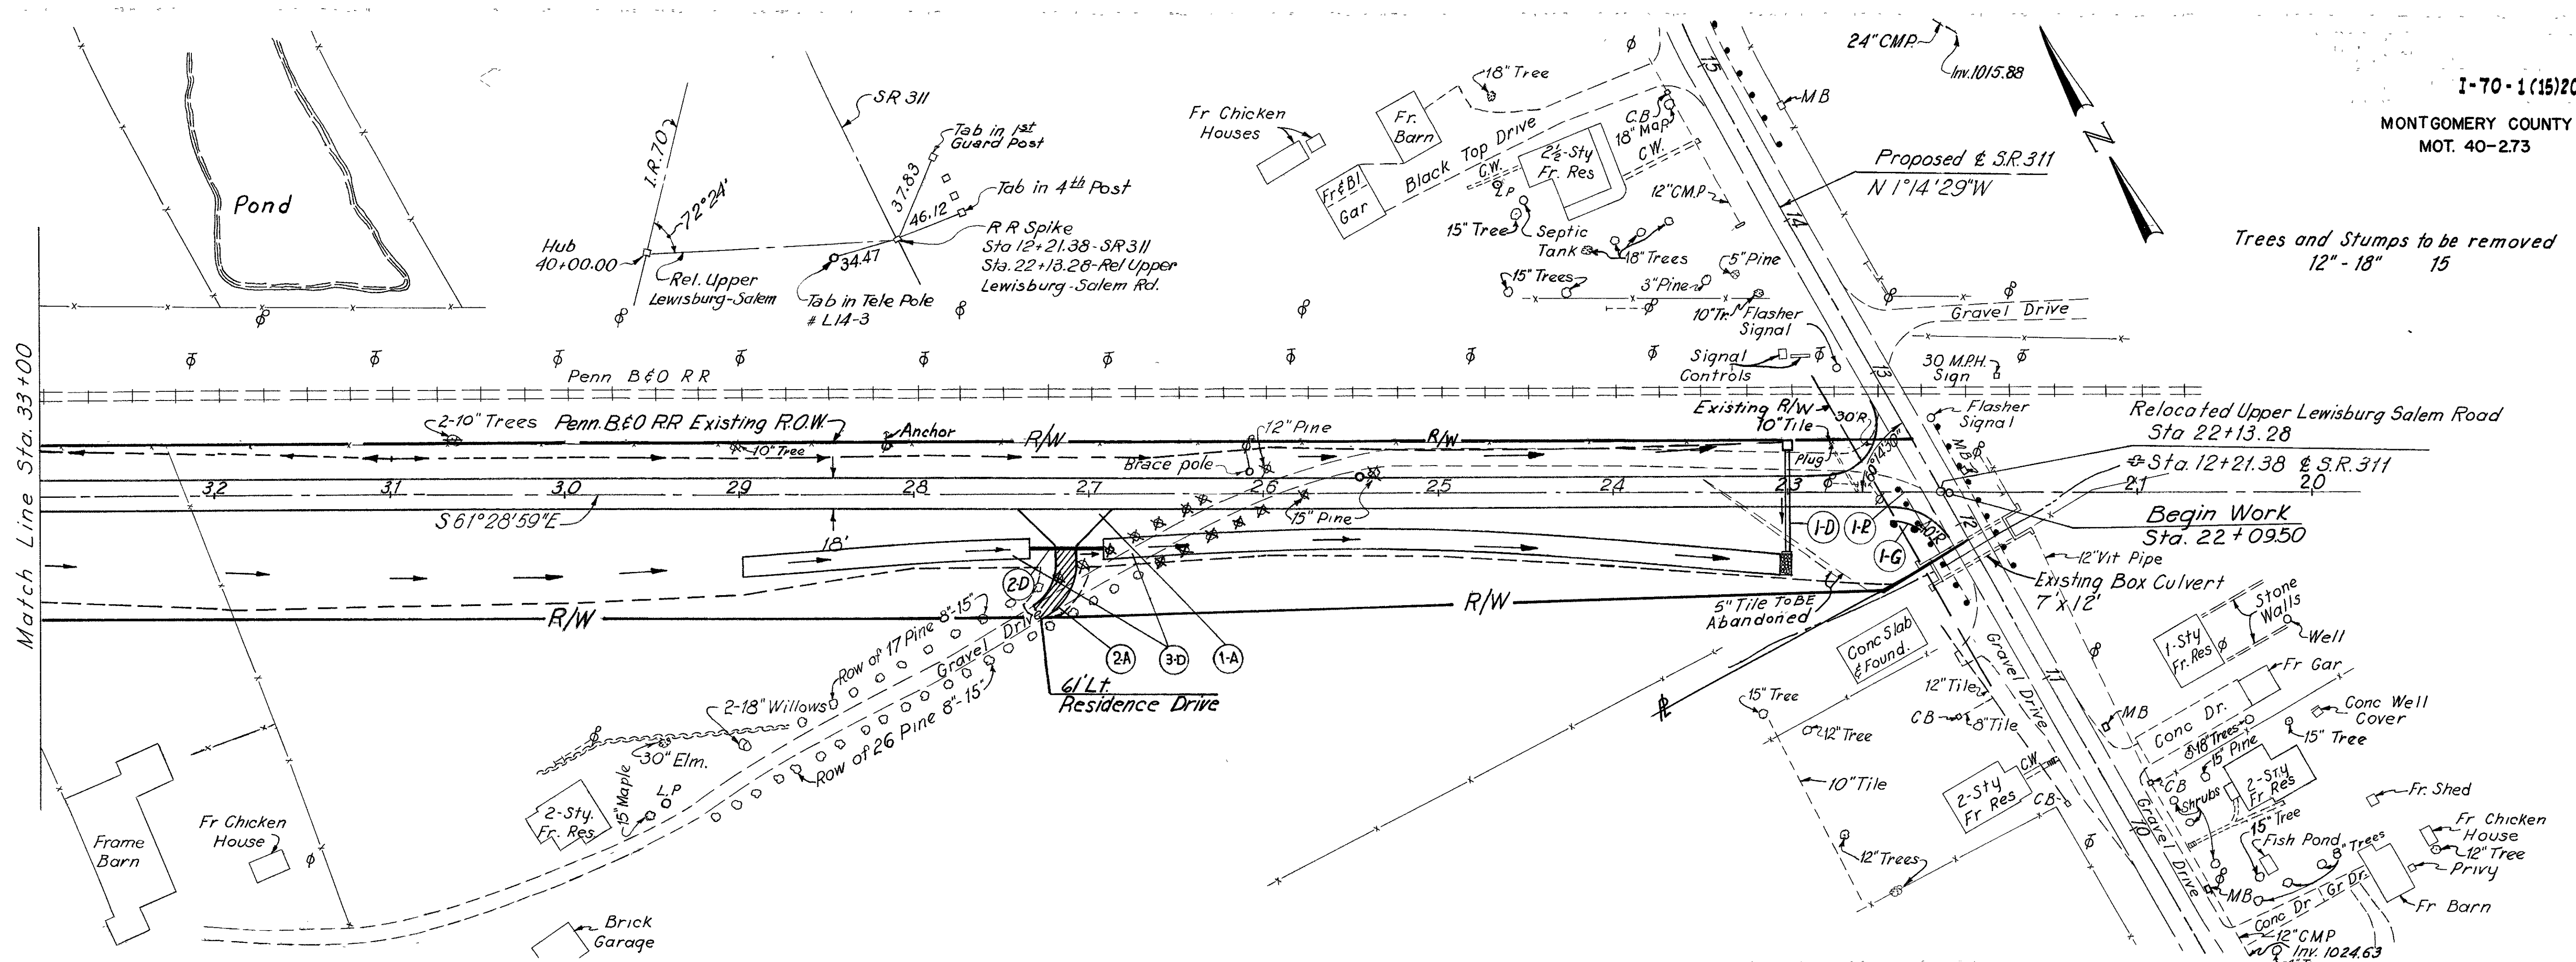 24" CMP.
Inv. 1015.88
I-70-1(15)20
MONTGOMERY COUNTY
MOT. 40-2.73
Trees and Stumps to be removed
12" - 18" 15
Pond
I.R. 70
72°24'
Hub
40+00.00
Rel. Upper
Lewisburg-Salem
SR 311
Tab in 1st
Guard Post
37.83
46.12
34.47
Tab in 4th Post
R R Spike
Sta 12+21.38-SR311
Sta. 22+13.28-Rel Upper
Lewisburg-Salem Rd.
Tab in Tele Pole
# L14-3
Fr Chicken
Houses
Fr.
Barn
18" Tree
Fr & Bl.
Gar
Black Top Drive
C.W.
L P
2½-Sty
Fr. Res
C.B
18" Map
C.W.
12" C.M.P
15" Tree
Septic
Tank
18" Trees
5" Pine
3" Pine
15" Trees
10" Tr.
Flasher
Signal
Signal
Controls
MB
15
14
13
Proposed ℄ S.R. 311
N 1°14'29"W
N
Gravel Drive
30 M.P.H.
Sign
Flasher
Signal
M.B.
Match Line Sta. 33+00
Penn B&O RR
2-10" Trees
Penn. B&O RR Existing R.O.W.
10" Tree
Anchor
R/W
12" Pine
Brace pole
R/W
Existing R/W
10" Tile
30'R
Plug
60°14'30"
32
31
30
29
28
27
26
25
24
23
21
20
S 61°28'59"E
18'
15" Pine
Relocated Upper Lewisburg Salem Road
Sta 22+13.28
Sta. 12+21.38 ℄ S.R. 311
Begin Work
Sta. 22+09.50
1-D
1-G
40'R
12
12" Vit Pipe
Existing Box Culvert
7' x 12'
2-D
R/W
R/W
5" Tile To BE
Abandoned
2-A
3-D
1-A
61' Lt.
Residence Drive
Row of 17 Pine 8"-15"
Gravel Drive
Row of 26 Pine 8"-15"
2-18" Willows
30" Elm.
15" Maple
L.P
2-Sty.
Fr. Res.
Frame
Barn
Fr Chicken
House
Brick
Garage
Conc Slab
& Found.
Gravel Drive
12" Tile
CB
8" Tile
15" Tree
12" Tree
10" Tile
12" Trees
2-Sty
Fr Res
C.W.
CB
11
10
Stone
Walls
Well
1-Sty
Fr. Res
Fr Gar
MB
Conc Dr.
Conc Well
Cover
18" Trees
15" Pine
15" Tree
CB
Shrubs
2-STY
Fr Res
Gravel Drive
15" Tree
Fish Pond
8" Trees
Fr. Shed
Fr Chicken
House
12" Tree
Privy
Fr Barn
MB
Conc Dr
Gr Dr.
12" CMP
Inv. 1024.63